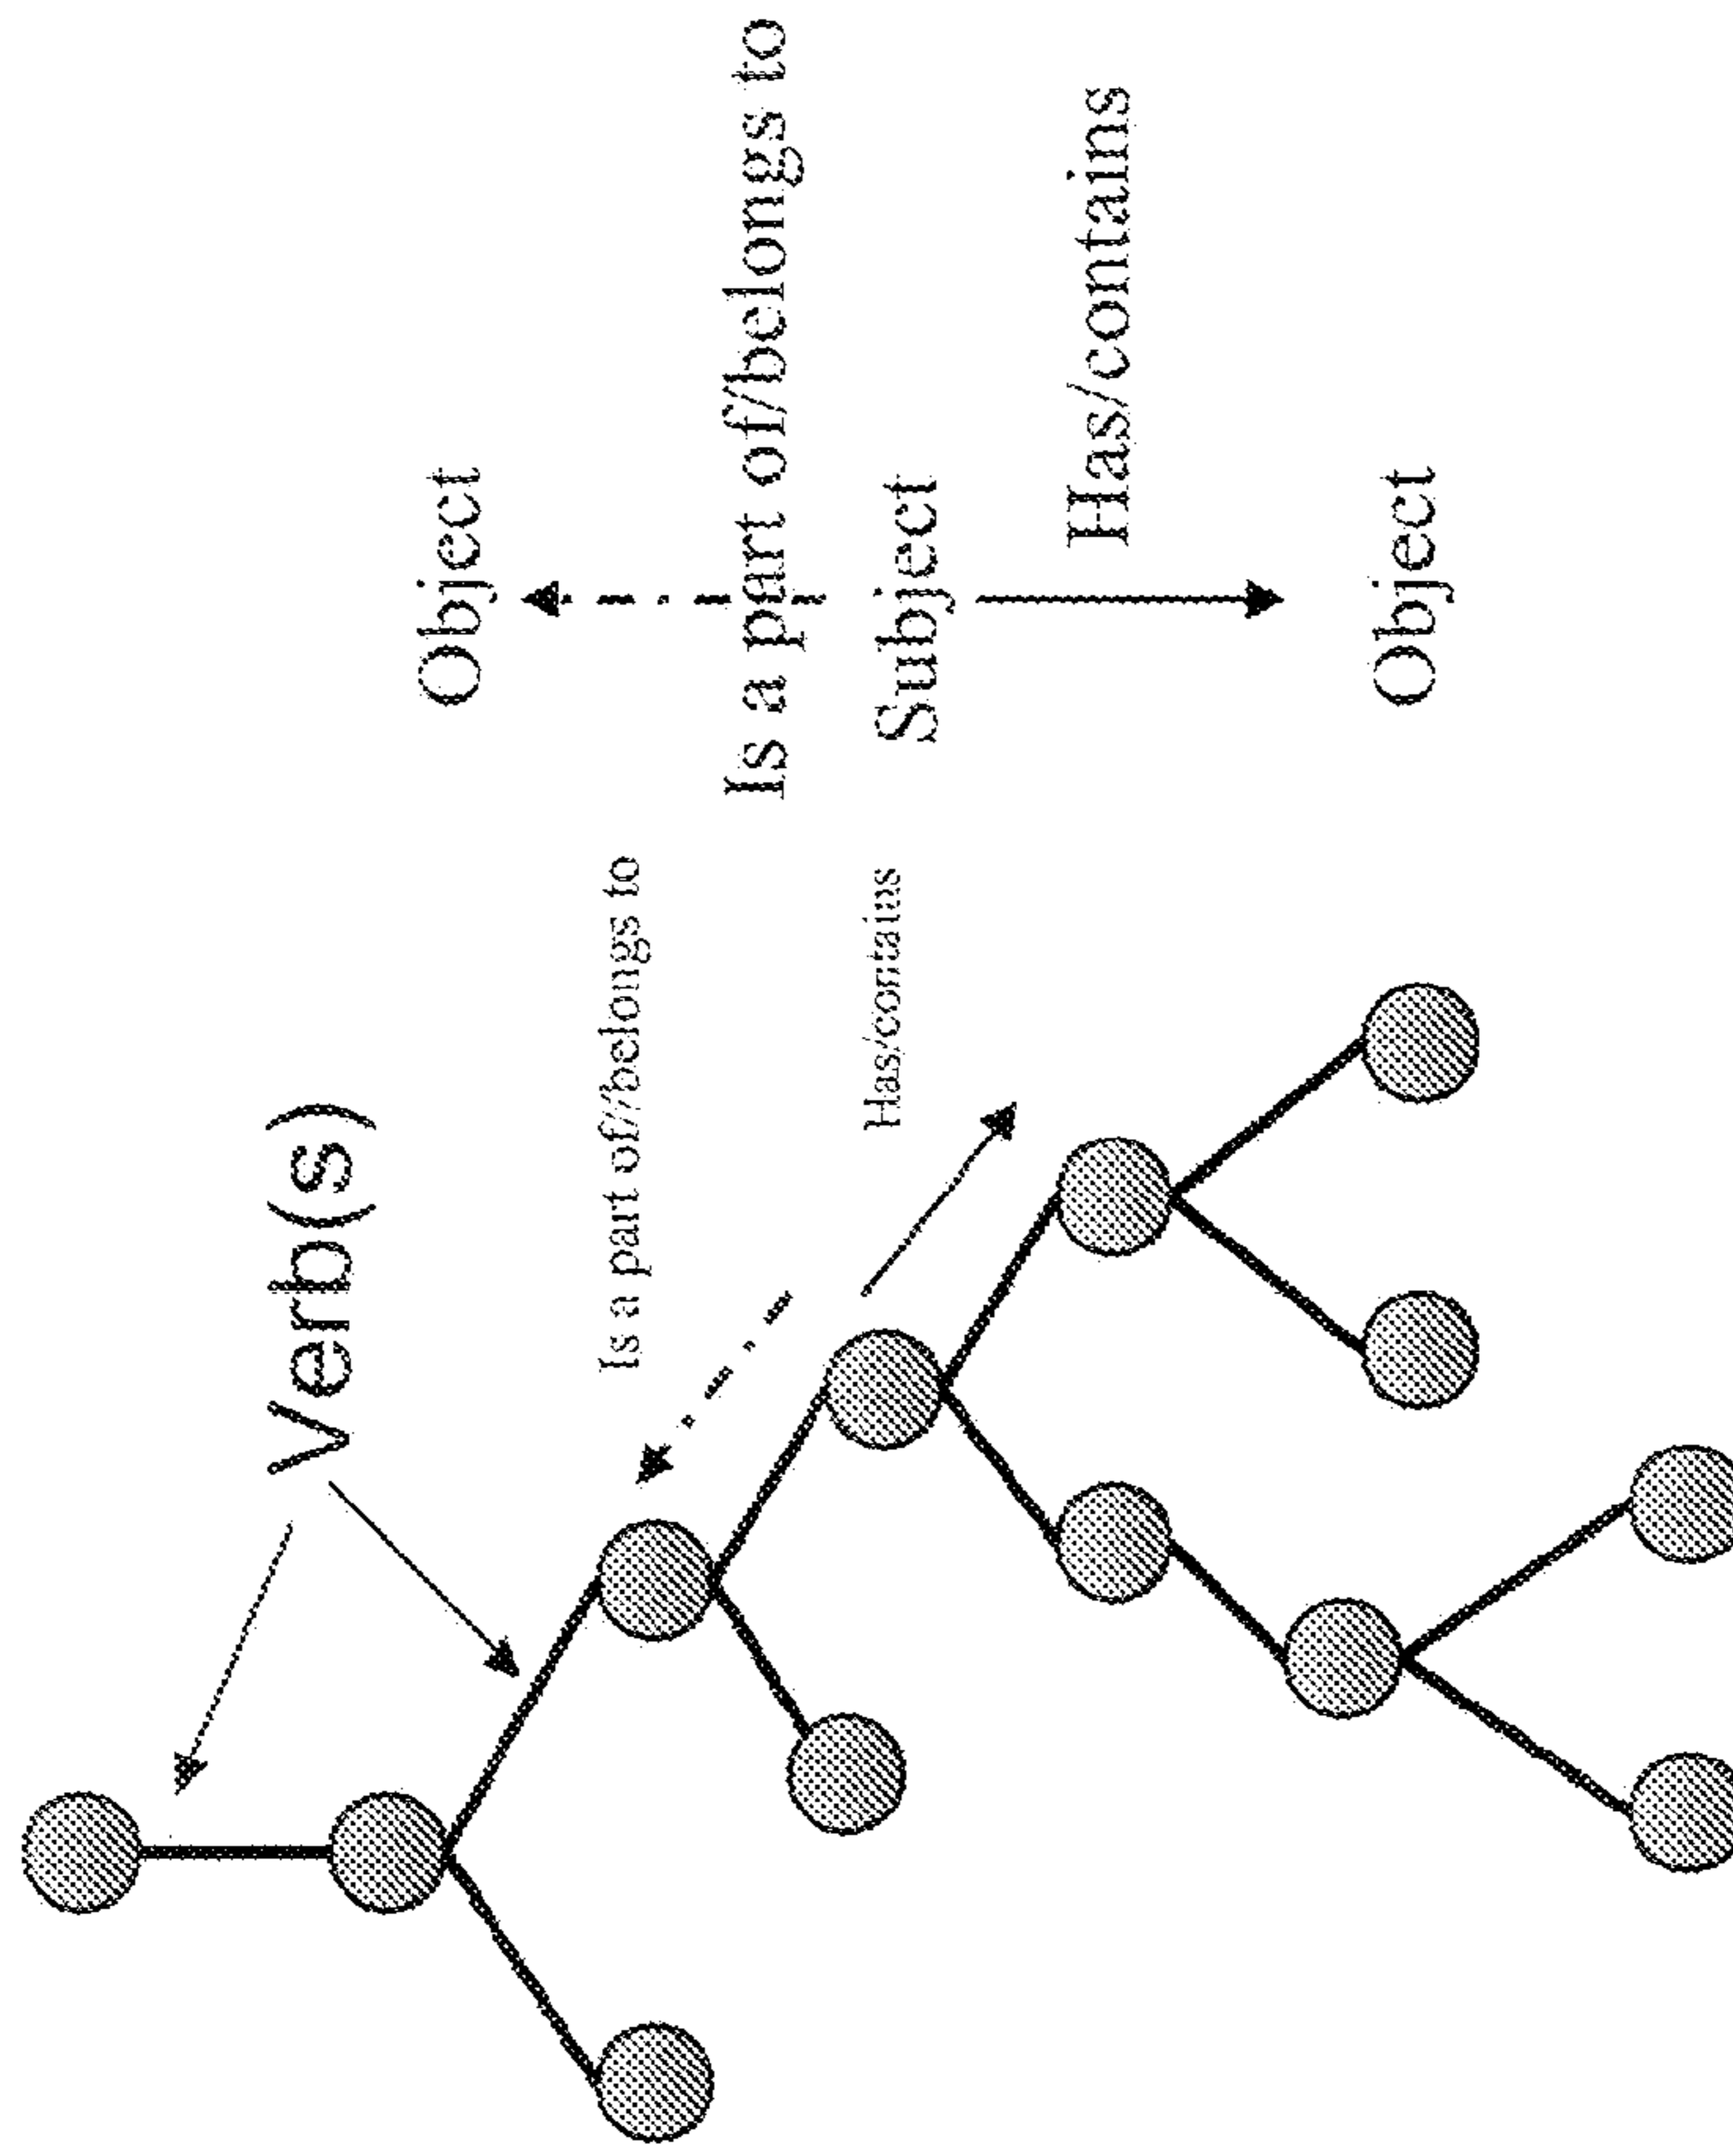 Verb(s)
Is a part of//belongs to
Has/contains
Object
Is a part of/belongs to
Subject
Has/contains
Object